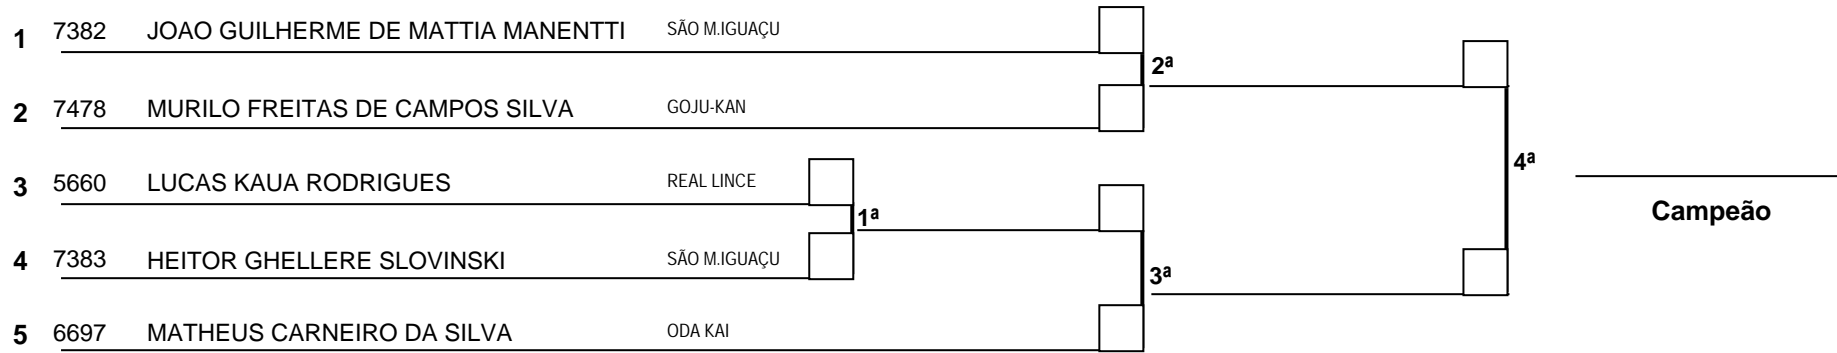 1 7382 JOAO GUILHERME DE MATTIA MANENTTI SÃO M.IGUAÇU
2ª
2 7478 MURILO FREITAS DE CAMPOS SILVA GOJU-KAN
3 5660 LUCAS KAUA RODRIGUES REAL LINCE
4ª
1ª
Campeão
4 7383 HEITOR GHELLERE SLOVINSKI SÃO M.IGUAÇU
3ª
5 6697 MATHEUS CARNEIRO DA SILVA ODA KAI